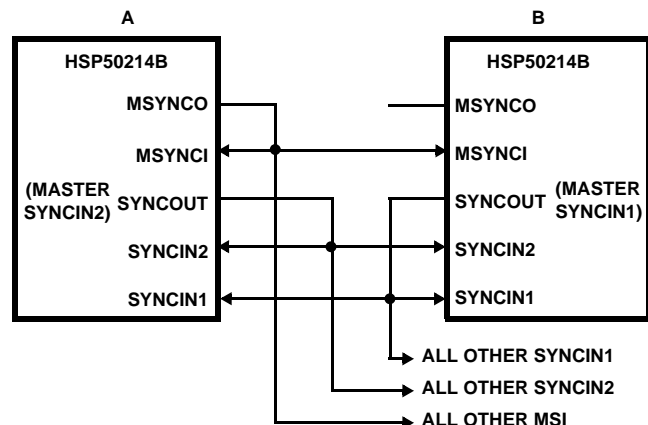 A
HSP50214B
MSYNCO
MSYNCI
(MASTER
SYNCIN2)
SYNCOUT
SYNCIN2
SYNCIN1
B
HSP50214B
MSYNCO
MSYNCI
SYNCOUT
(MASTER
SYNCIN1)
SYNCIN2
SYNCIN1
ALL OTHER SYNCIN1
ALL OTHER SYNCIN2
ALL OTHER MSI